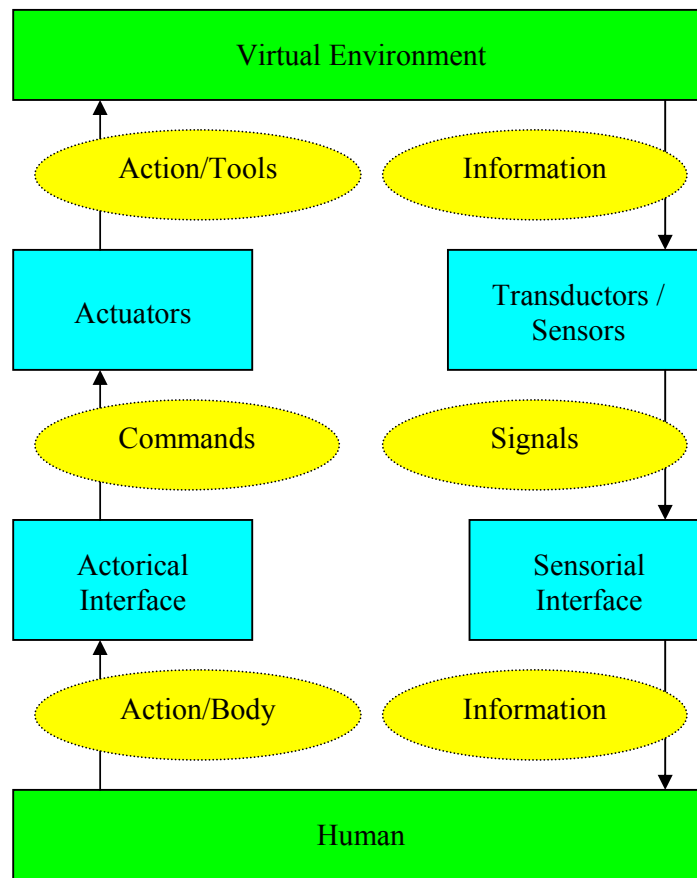 Virtual Environment
Action/Tools
Information
Actuators
Transductors /
Sensors
Commands
Signals
Actorical
Interface
Sensorial
Interface
Action/Body
Information
Human